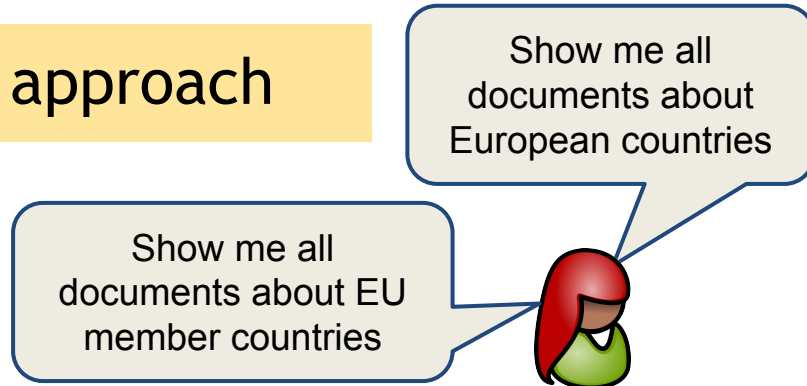 approach
Show me all
documents about
European countries
Show me all
documents about EU
member countries